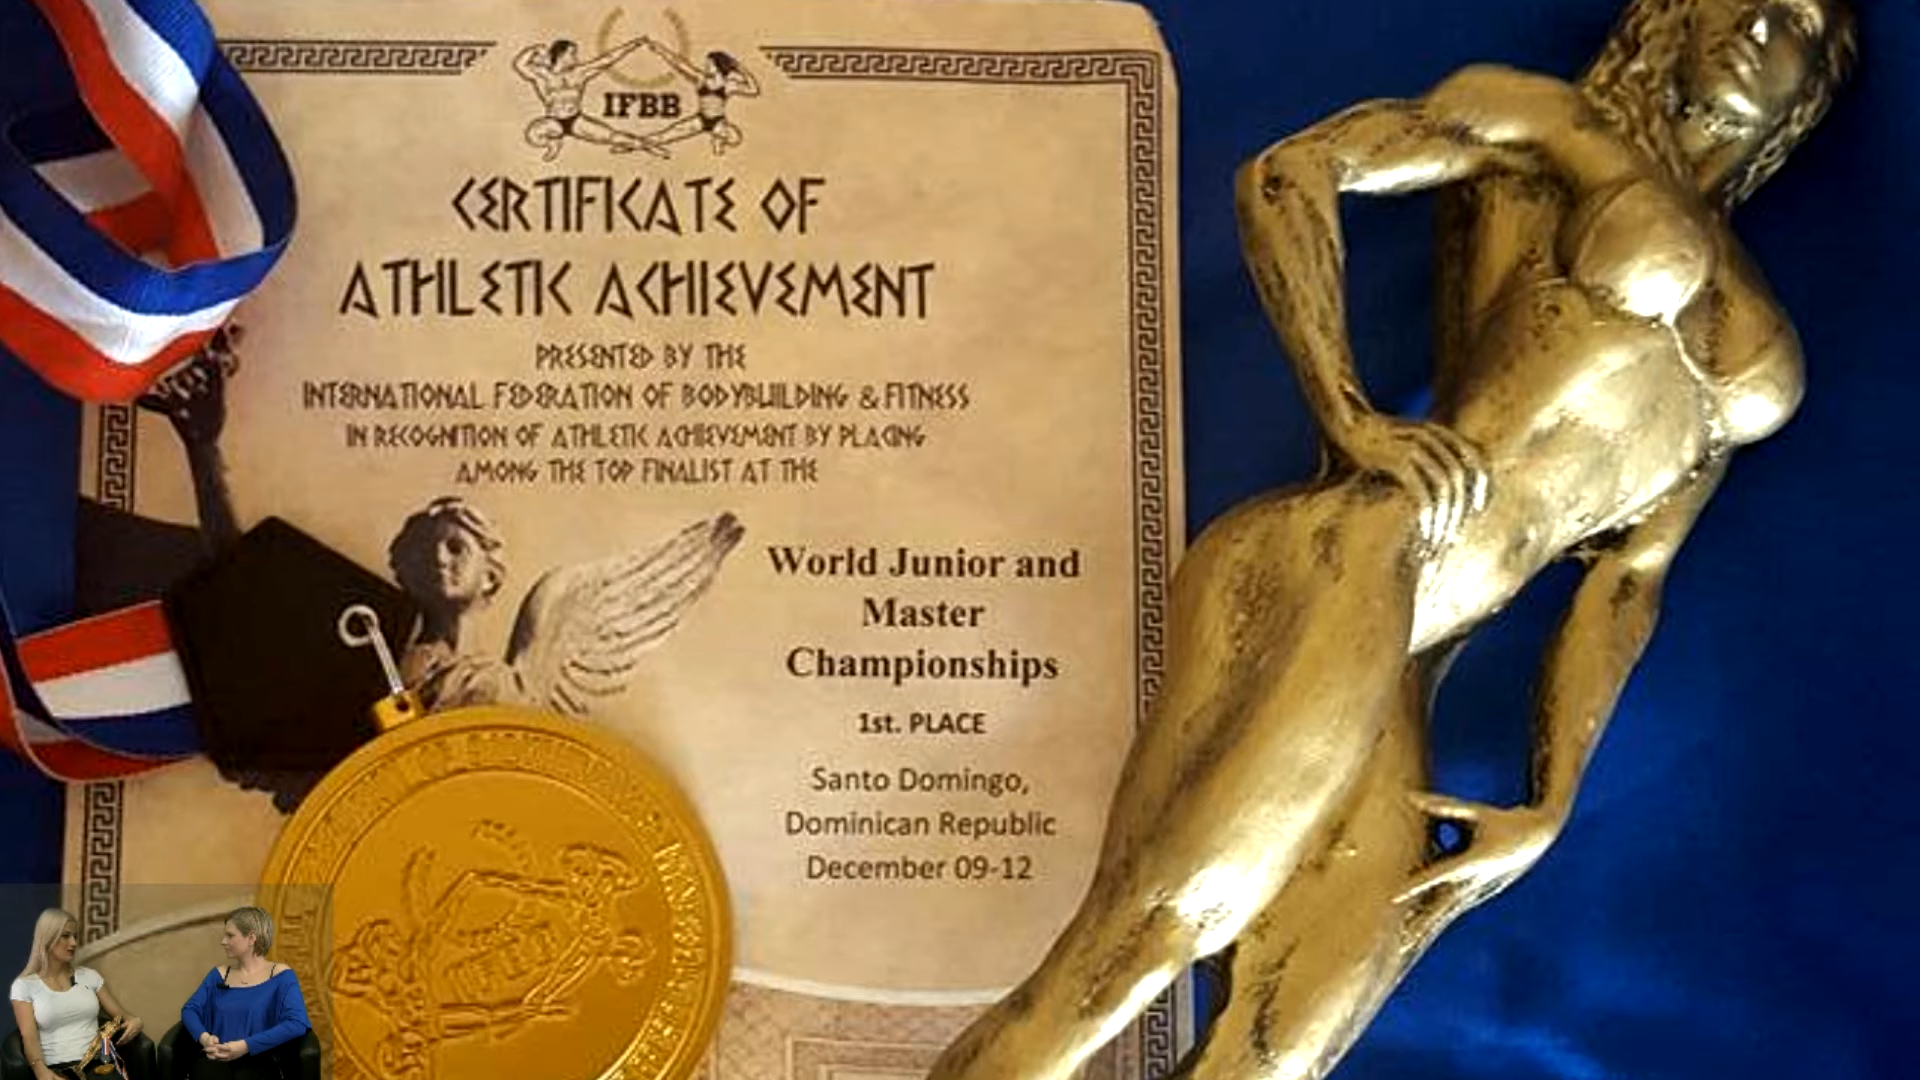 IFBB
CERTIFICATE OF
ATHLETIC ACHIEVEMENT
PRESENTED BY THE
INTERNATIONAL FEDERATION OF BODYBUILDING & FITNESS
IN RECOGNITION OF ATHLETIC ACHIEVEMENT BY PLACING
AMONG THE TOP FINALIST AT THE
World Junior and
Master
Championships
1st. PLACE
Santo Domingo,
Dominican Republic
December 09-12